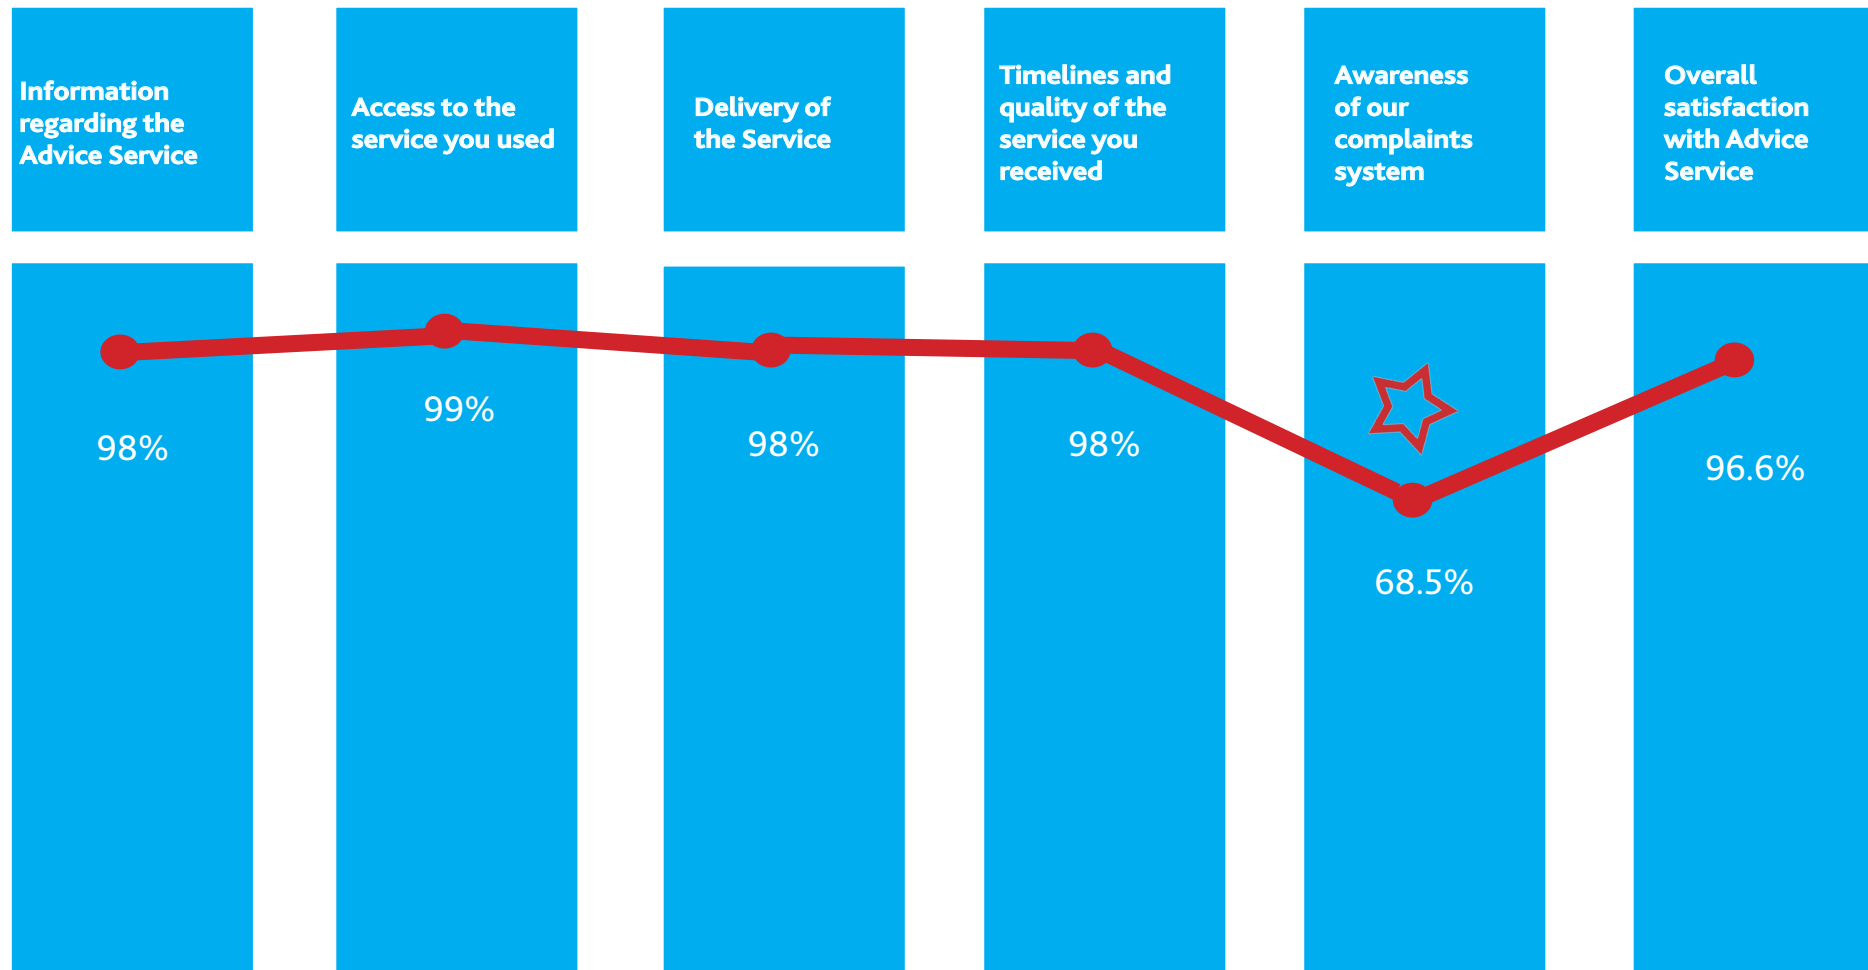 Information
regarding the
Advice Service
Access to the
service you used
Delivery of
the Service
Timelines and
quality of the
service you
received
Awareness
of our
complaints
system
Overall
satisfaction
with Advice
Service
98%
99%
98%
98%
68.5%
96.6%